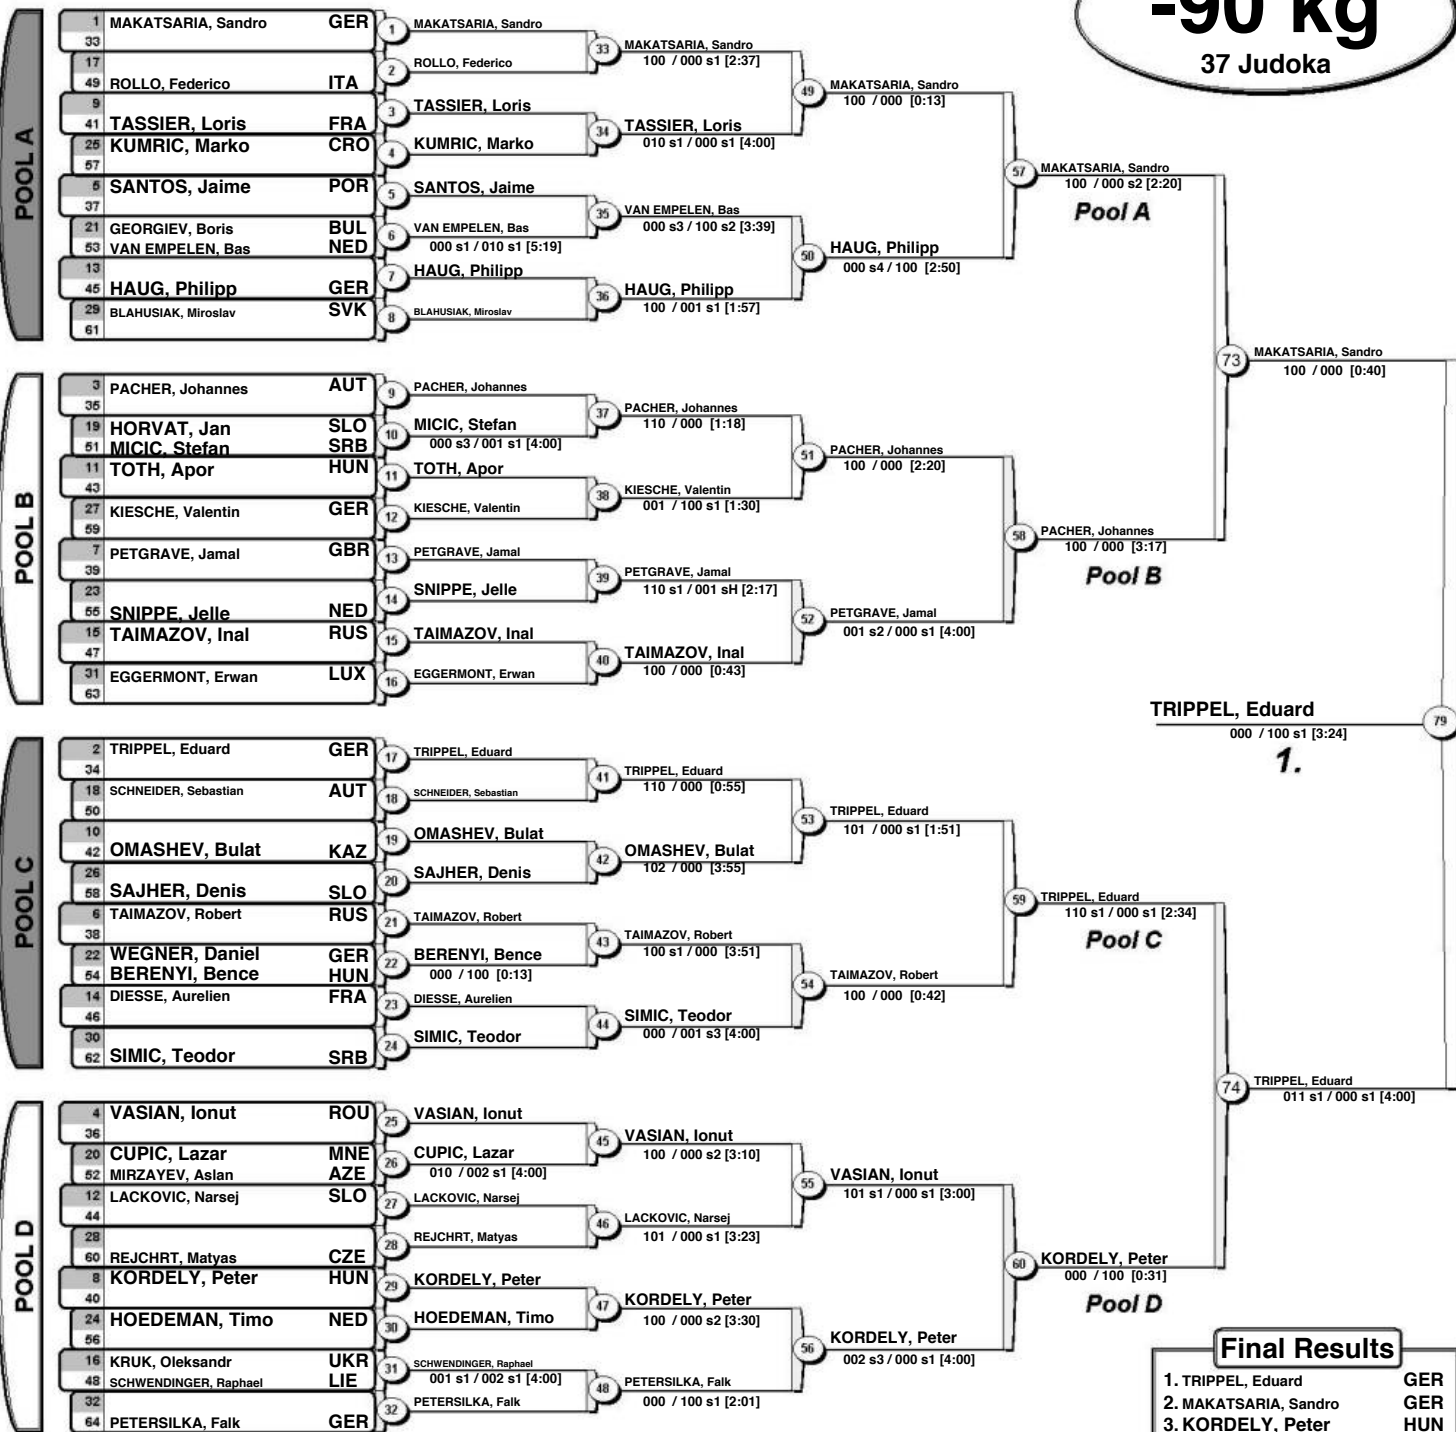 -90 kg
37 Judoka
POOL A
1 MAKATSARIA, Sandro GER
33
17
49 ROLLO, Federico ITA
9
41 TASSIER, Loris FRA
25 KUMRIC, Marko CRO
57
5 SANTOS, Jaime POR
37
21 GEORGIEV, Boris BUL
53 VAN EMPELEN, Bas NED
13
45 HAUG, Philipp GER
29 BLAHUSIAK, Miroslav SVK
61
1 MAKATSARIA, Sandro
2 ROLLO, Federico
3 TASSIER, Loris
4 KUMRIC, Marko
5 SANTOS, Jaime
6 VAN EMPELEN, Bas
000 s1 / 010 s1 [5:19]
7 HAUG, Philipp
8 BLAHUSIAK, Miroslav
33 MAKATSARIA, Sandro
100 / 000 s1 [2:37]
34 TASSIER, Loris
010 s1 / 000 s1 [4:00]
35 VAN EMPELEN, Bas
000 s3 / 100 s2 [3:39]
36 HAUG, Philipp
100 / 001 s1 [1:57]
49 MAKATSARIA, Sandro
100 / 000 [0:13]
50 HAUG, Philipp
000 s4 / 100 [2:50]
57 MAKATSARIA, Sandro
100 / 000 s2 [2:20]
Pool A
POOL B
3 PACHER, Johannes AUT
35
19 HORVAT, Jan SLO
51 MICIC, Stefan SRB
11 TOTH, Apor HUN
43
27 KIESCHE, Valentin GER
59
7 PETGRAVE, Jamal GBR
39
23
55 SNIPPE, Jelle NED
15 TAIMAZOV, Inal RUS
47
31 EGGERMONT, Erwan LUX
63
9 PACHER, Johannes
10 MICIC, Stefan
000 s3 / 001 s1 [4:00]
11 TOTH, Apor
12 KIESCHE, Valentin
13 PETGRAVE, Jamal
14 SNIPPE, Jelle
15 TAIMAZOV, Inal
16 EGGERMONT, Erwan
37 PACHER, Johannes
110 / 000 [1:18]
38 KIESCHE, Valentin
001 / 100 s1 [1:30]
39 PETGRAVE, Jamal
110 s1 / 001 sH [2:17]
40 TAIMAZOV, Inal
100 / 000 [0:43]
51 PACHER, Johannes
100 / 000 [2:20]
52 PETGRAVE, Jamal
001 s2 / 000 s1 [4:00]
58 PACHER, Johannes
100 / 000 [3:17]
Pool B
73 MAKATSARIA, Sandro
100 / 000 [0:40]
TRIPPEL, Eduard 79
000 / 100 s1 [3:24]
1.
POOL C
2 TRIPPEL, Eduard GER
34
18 SCHNEIDER, Sebastian AUT
50
10
42 OMASHEV, Bulat KAZ
26
58 SAJHER, Denis SLO
6 TAIMAZOV, Robert RUS
38
22 WEGNER, Daniel GER
54 BERENYI, Bence HUN
14 DIESSE, Aurelien FRA
46
30
62 SIMIC, Teodor SRB
17 TRIPPEL, Eduard
18 SCHNEIDER, Sebastian
19 OMASHEV, Bulat
20 SAJHER, Denis
21 TAIMAZOV, Robert
22 BERENYI, Bence
000 / 100 [0:13]
23 DIESSE, Aurelien
24 SIMIC, Teodor
41 TRIPPEL, Eduard
110 / 000 [0:55]
42 OMASHEV, Bulat
102 / 000 [3:55]
43 TAIMAZOV, Robert
100 s1 / 000 [3:51]
44 SIMIC, Teodor
000 / 001 s3 [4:00]
53 TRIPPEL, Eduard
101 / 000 s1 [1:51]
54 TAIMAZOV, Robert
100 / 000 [0:42]
59 TRIPPEL, Eduard
110 s1 / 000 s1 [2:34]
Pool C
POOL D
4 VASIAN, Ionut ROU
36
20 CUPIC, Lazar MNE
52 MIRZAYEV, Aslan AZE
12 LACKOVIC, Narsej SLO
44
28
60 REJCHRT, Matyas CZE
8 KORDELY, Peter HUN
40
24 HOEDEMAN, Timo NED
56
16 KRUK, Oleksandr UKR
48 SCHWENDINGER, Raphael LIE
32
64 PETERSILKA, Falk GER
25 VASIAN, Ionut
26 CUPIC, Lazar
010 / 002 s1 [4:00]
27 LACKOVIC, Narsej
28 REJCHRT, Matyas
29 KORDELY, Peter
30 HOEDEMAN, Timo
31 SCHWENDINGER, Raphael
001 s1 / 002 s1 [4:00]
32 PETERSILKA, Falk
45 VASIAN, Ionut
100 / 000 s2 [3:10]
46 LACKOVIC, Narsej
101 / 000 s1 [3:23]
47 KORDELY, Peter
100 / 000 s2 [3:30]
48 PETERSILKA, Falk
000 / 100 s1 [2:01]
55 VASIAN, Ionut
101 s1 / 000 s1 [3:00]
56 KORDELY, Peter
002 s3 / 000 s1 [4:00]
60 KORDELY, Peter
000 / 100 [0:31]
Pool D
74 TRIPPEL, Eduard
011 s1 / 000 s1 [4:00]
Final Results
1. TRIPPEL, Eduard GER
2. MAKATSARIA, Sandro GER
3. KORDELY, Peter HUN